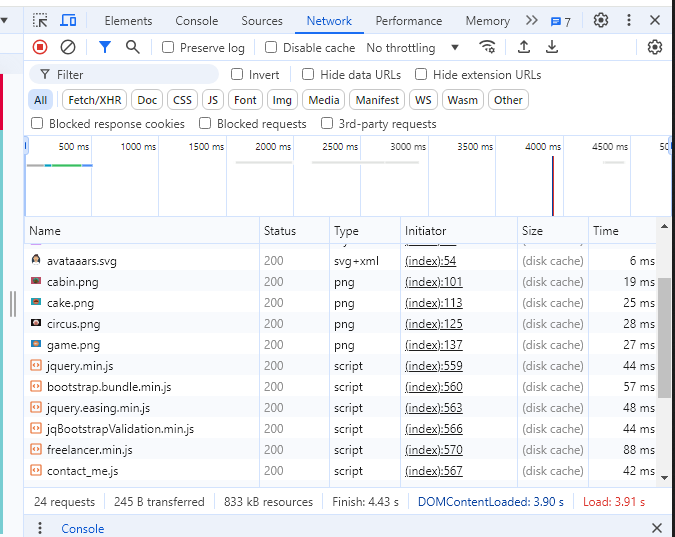 Elements Console Sources Network Performance Memory 7
Preserve log Disable cache No throttling
Filter Invert Hide data URLs Hide extension URLs
All Fetch/XHR Doc CSS JS Font Img Media Manifest WS Wasm Other
Blocked response cookies Blocked requests 3rd-party requests
500 ms 1000 ms 1500 ms 2000 ms 2500 ms 3000 ms 3500 ms 4000 ms 4500 ms
Name Status Type Initiator Size Time
avataaars.svg 200 svg+xml (index):54 (disk cache) 6 ms
cabin.png 200 png (index):101 (disk cache) 19 ms
cake.png 200 png (index):113 (disk cache) 25 ms
circus.png 200 png (index):125 (disk cache) 28 ms
game.png 200 png (index):137 (disk cache) 27 ms
jquery.min.js 200 script (index):559 (disk cache) 44 ms
bootstrap.bundle.min.js 200 script (index):560 (disk cache) 57 ms
jquery.easing.min.js 200 script (index):563 (disk cache) 48 ms
jqBootstrapValidation.min.js 200 script (index):566 (disk cache) 44 ms
freelancer.min.js 200 script (index):570 (disk cache) 88 ms
contact_me.js 200 script (index):567 (disk cache) 42 ms
24 requests 245 B transferred 833 kB resources Finish: 4.43 s DOMContentLoaded: 3.90 s Load: 3.91 s
Console